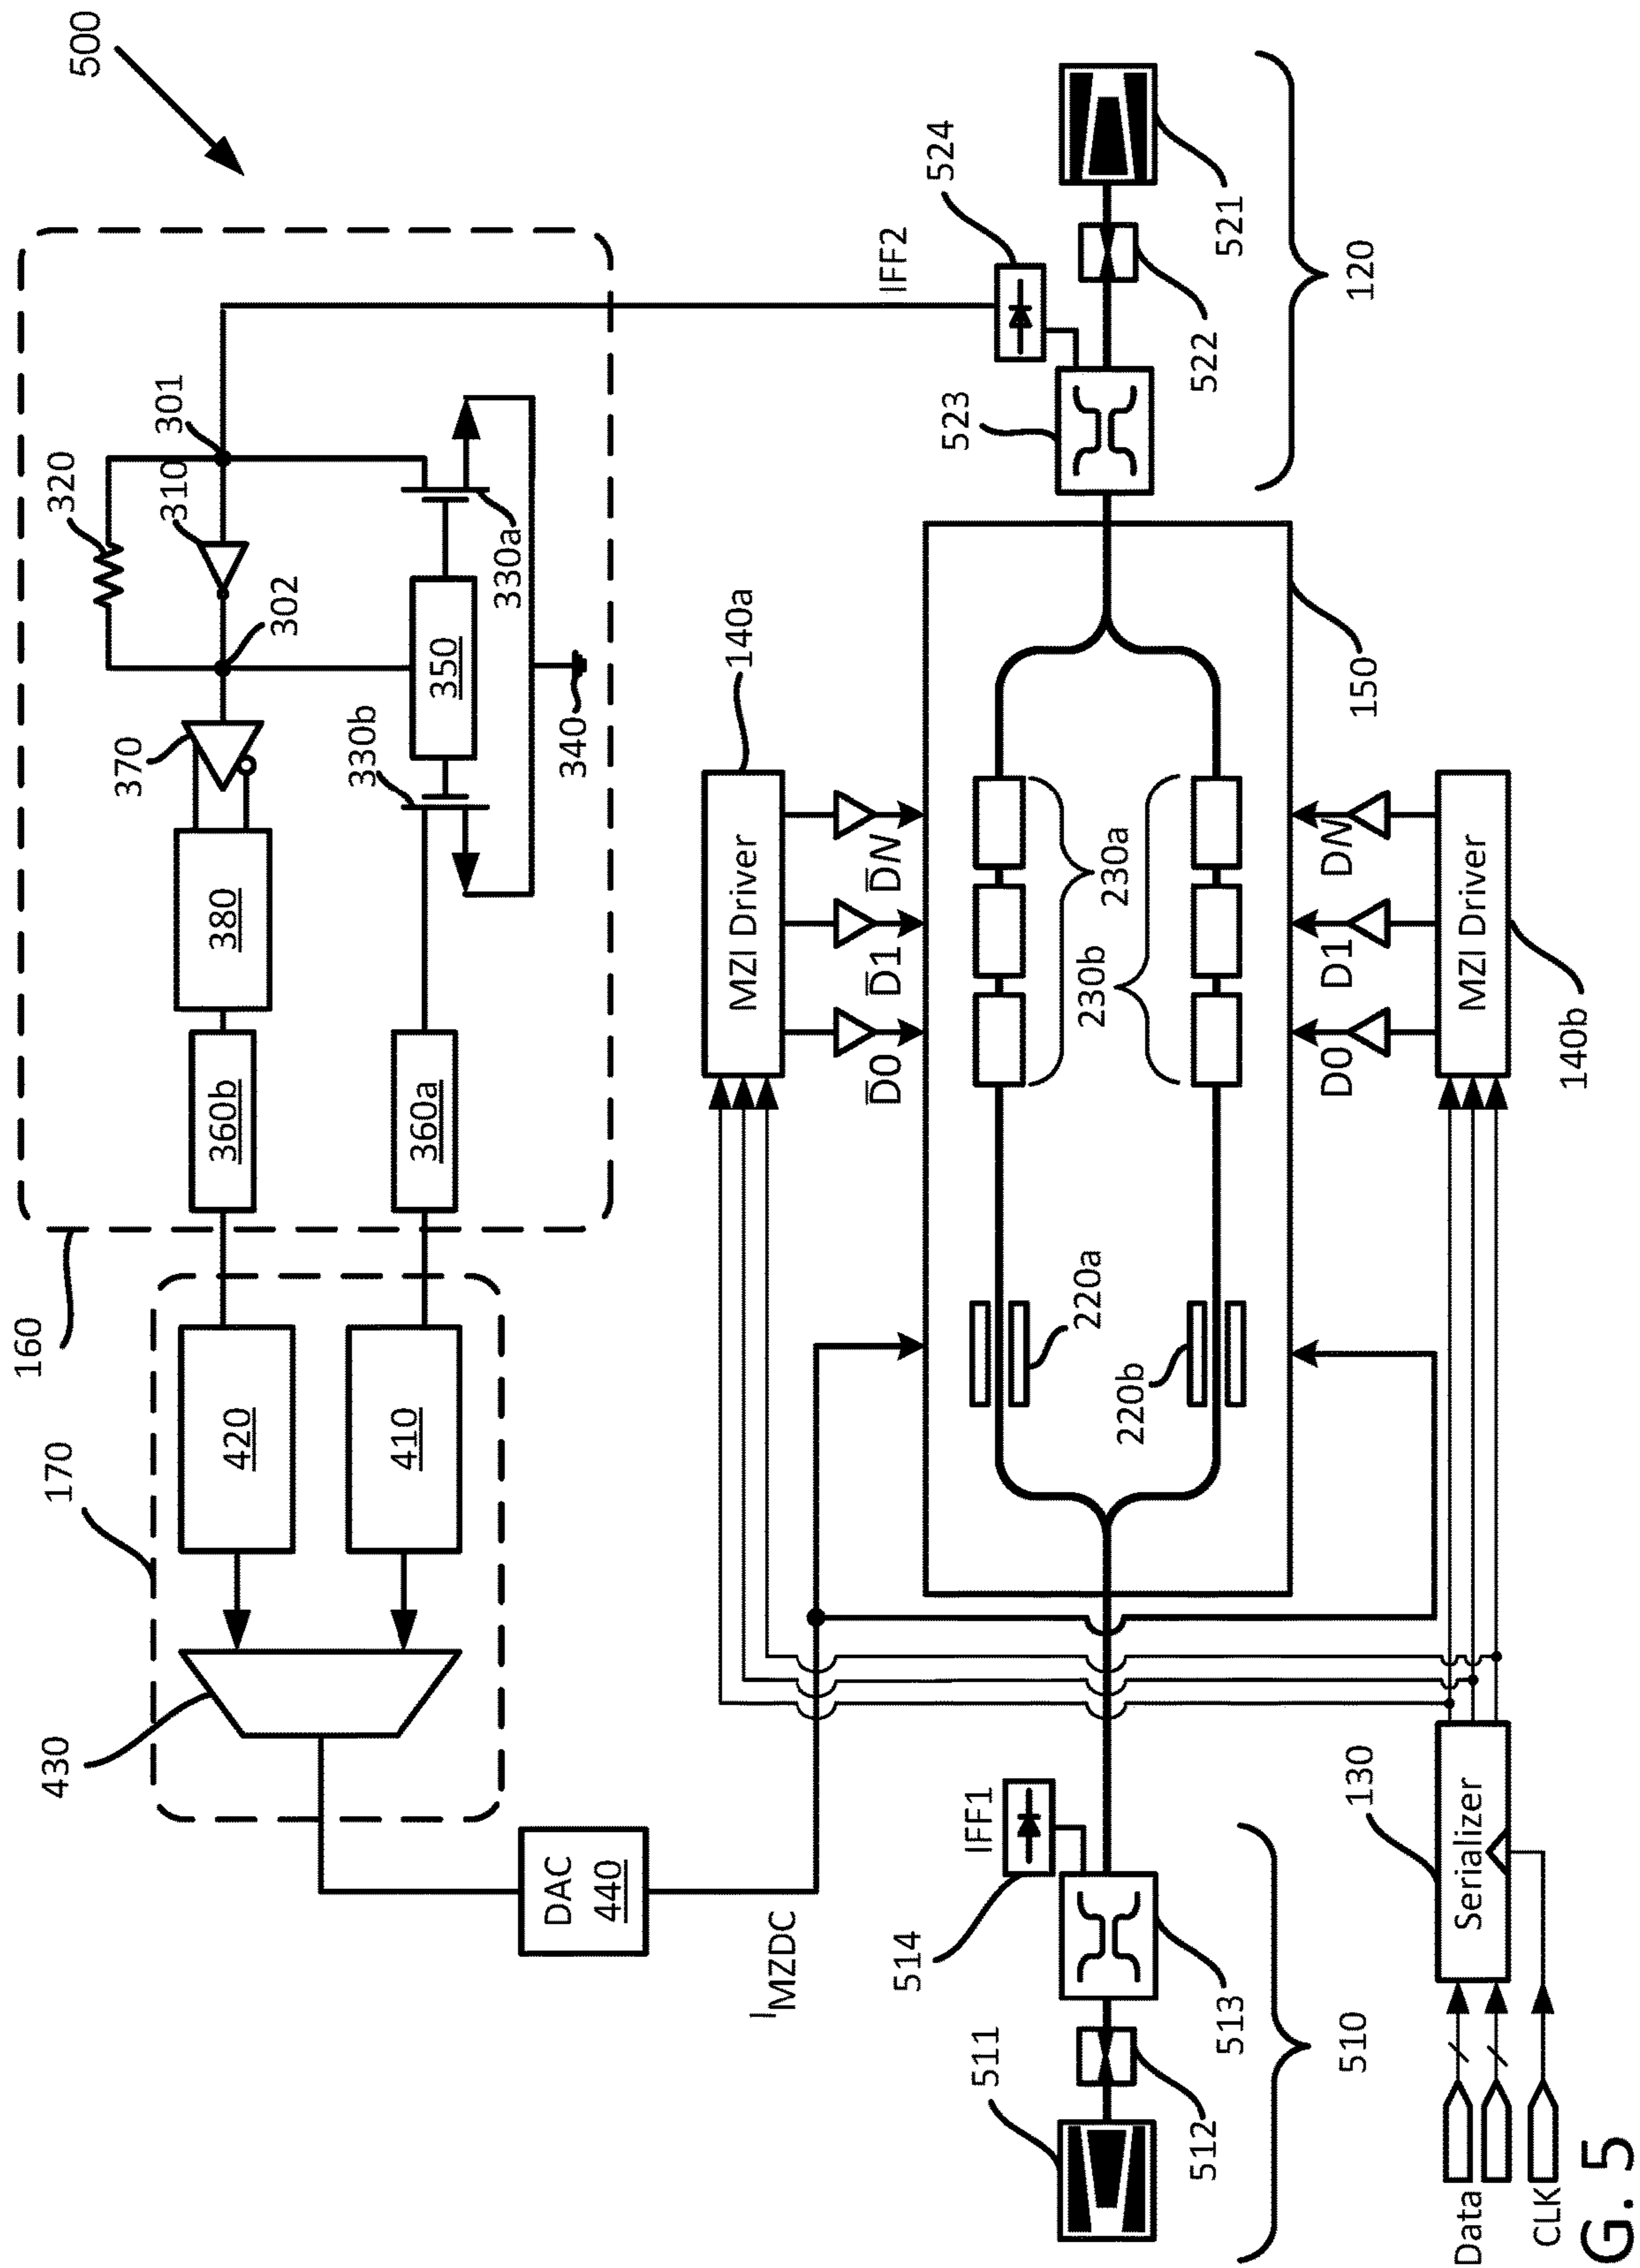 500
160
170
430
420
410
360b
360a
380
370
320
310
301
302
350
330b
330a
340
DAC
440
I_MZDC
IFF2
524
523
522
521
120
MZI Driver
140a
D̅0
D̅1
D̅N
230a
230b
220a
220b
150
D0
D1
DN
MZI Driver
140b
IFF1
514
511
512
513
510
130
Serializer
Data
CLK
G. 5